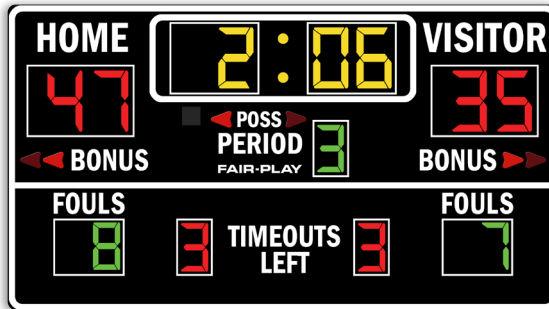 HOME 2:06 VISITOR
47 35
POSS
PERIOD 3
FAIR-PLAY
BONUS BONUS
FOULS FOULS
8 3 TIMEOUTS LEFT 3 7